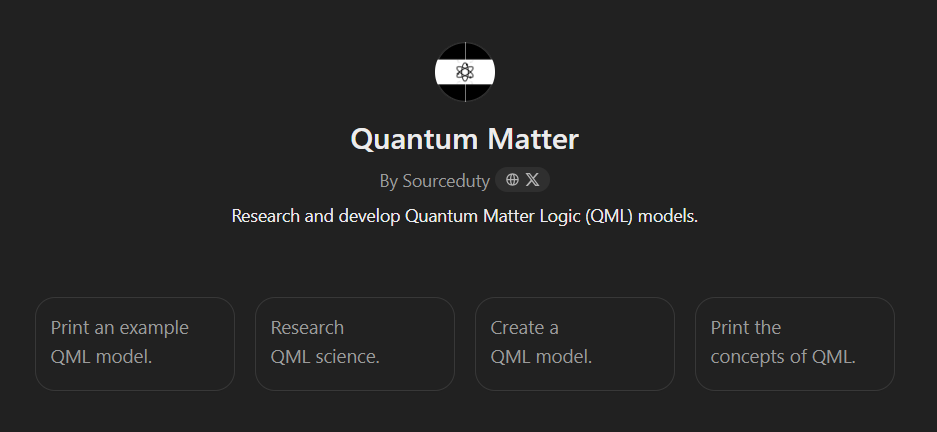 Quantum Matter
By Sourceduty
Research and develop Quantum Matter Logic (QML) models.
Print an example
QML model.
Research
QML science.
Create a
QML model.
Print the
concepts of QML.